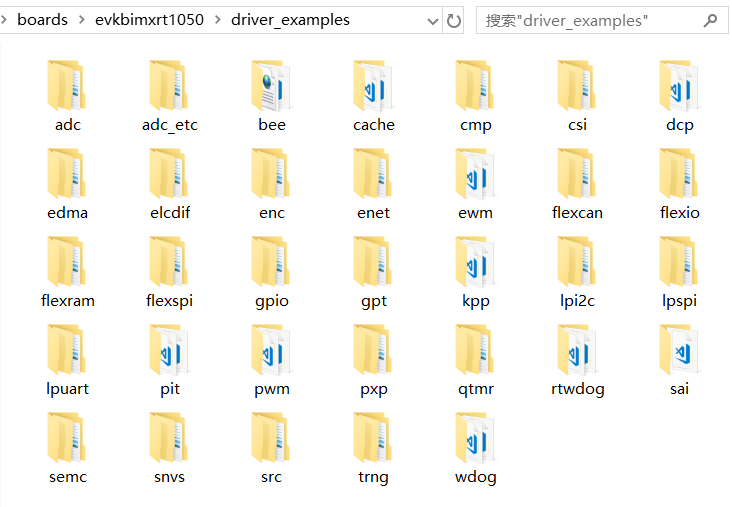 boards evkbimxrt1050 driver_examples 搜索"driver_examples"
adc adc_etc bee cache cmp csi dcp
edma elcdif enc enet ewm flexcan flexio
flexram flexspi gpio gpt kpp lpi2c lpspi
lpuart pit pwm pxp qtmr rtwdog sai
semc snvs src trng wdog